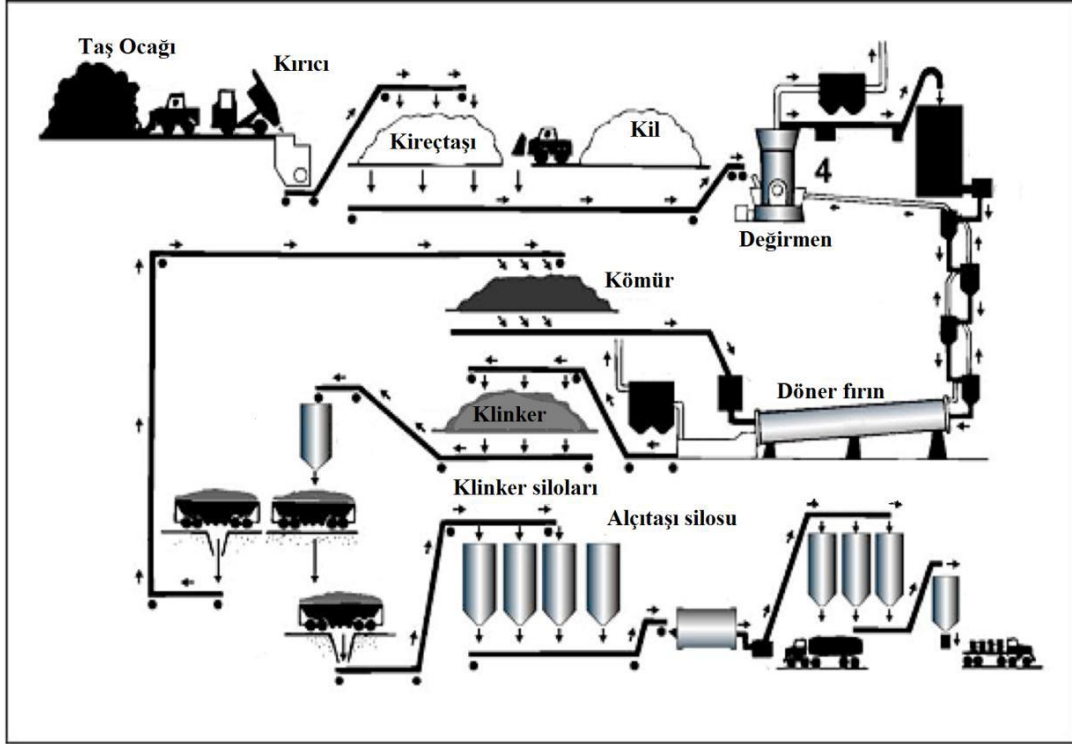 Taş Ocağı
Kırıcı
Kireçtaşı
Kil
4
Değirmen
Kömür
Döner fırın
Klinker
Klinker siloları
Alçıtaşı silosu